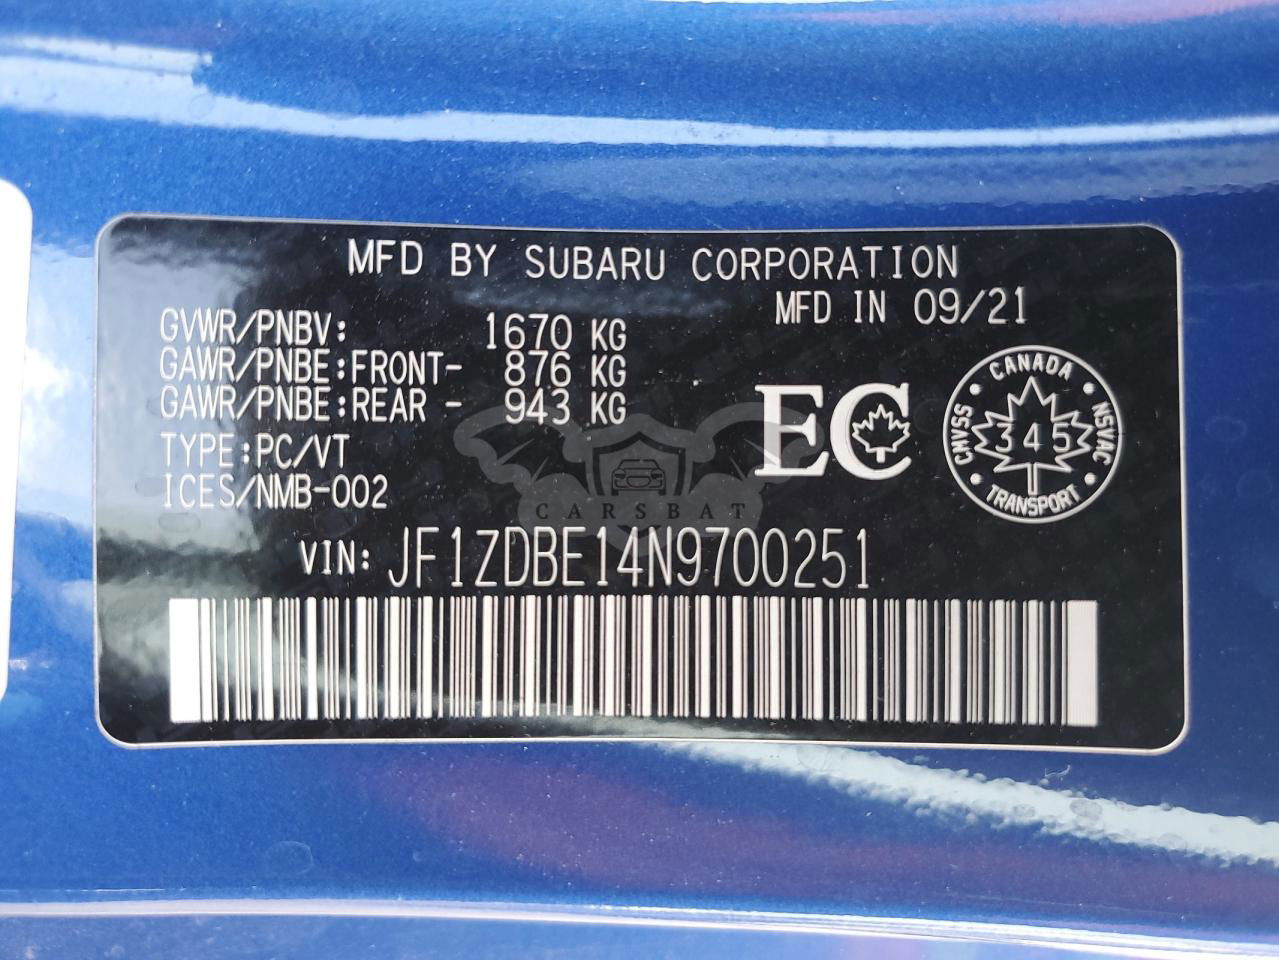 MFD BY SUBARU CORPORATION
MFD IN 09/21
GVWR/PNBV: 1670 KG
GAWR/PNBE:FRONT- 876 KG
GAWR/PNBE:REAR - 943 KG
TYPE:PC/VT
ICES/NMB-002
EC
CANADA
CMVSS
NSVAC
345
TRANSPORT
CARSBAT
VIN: JF1ZDBE14N9700251